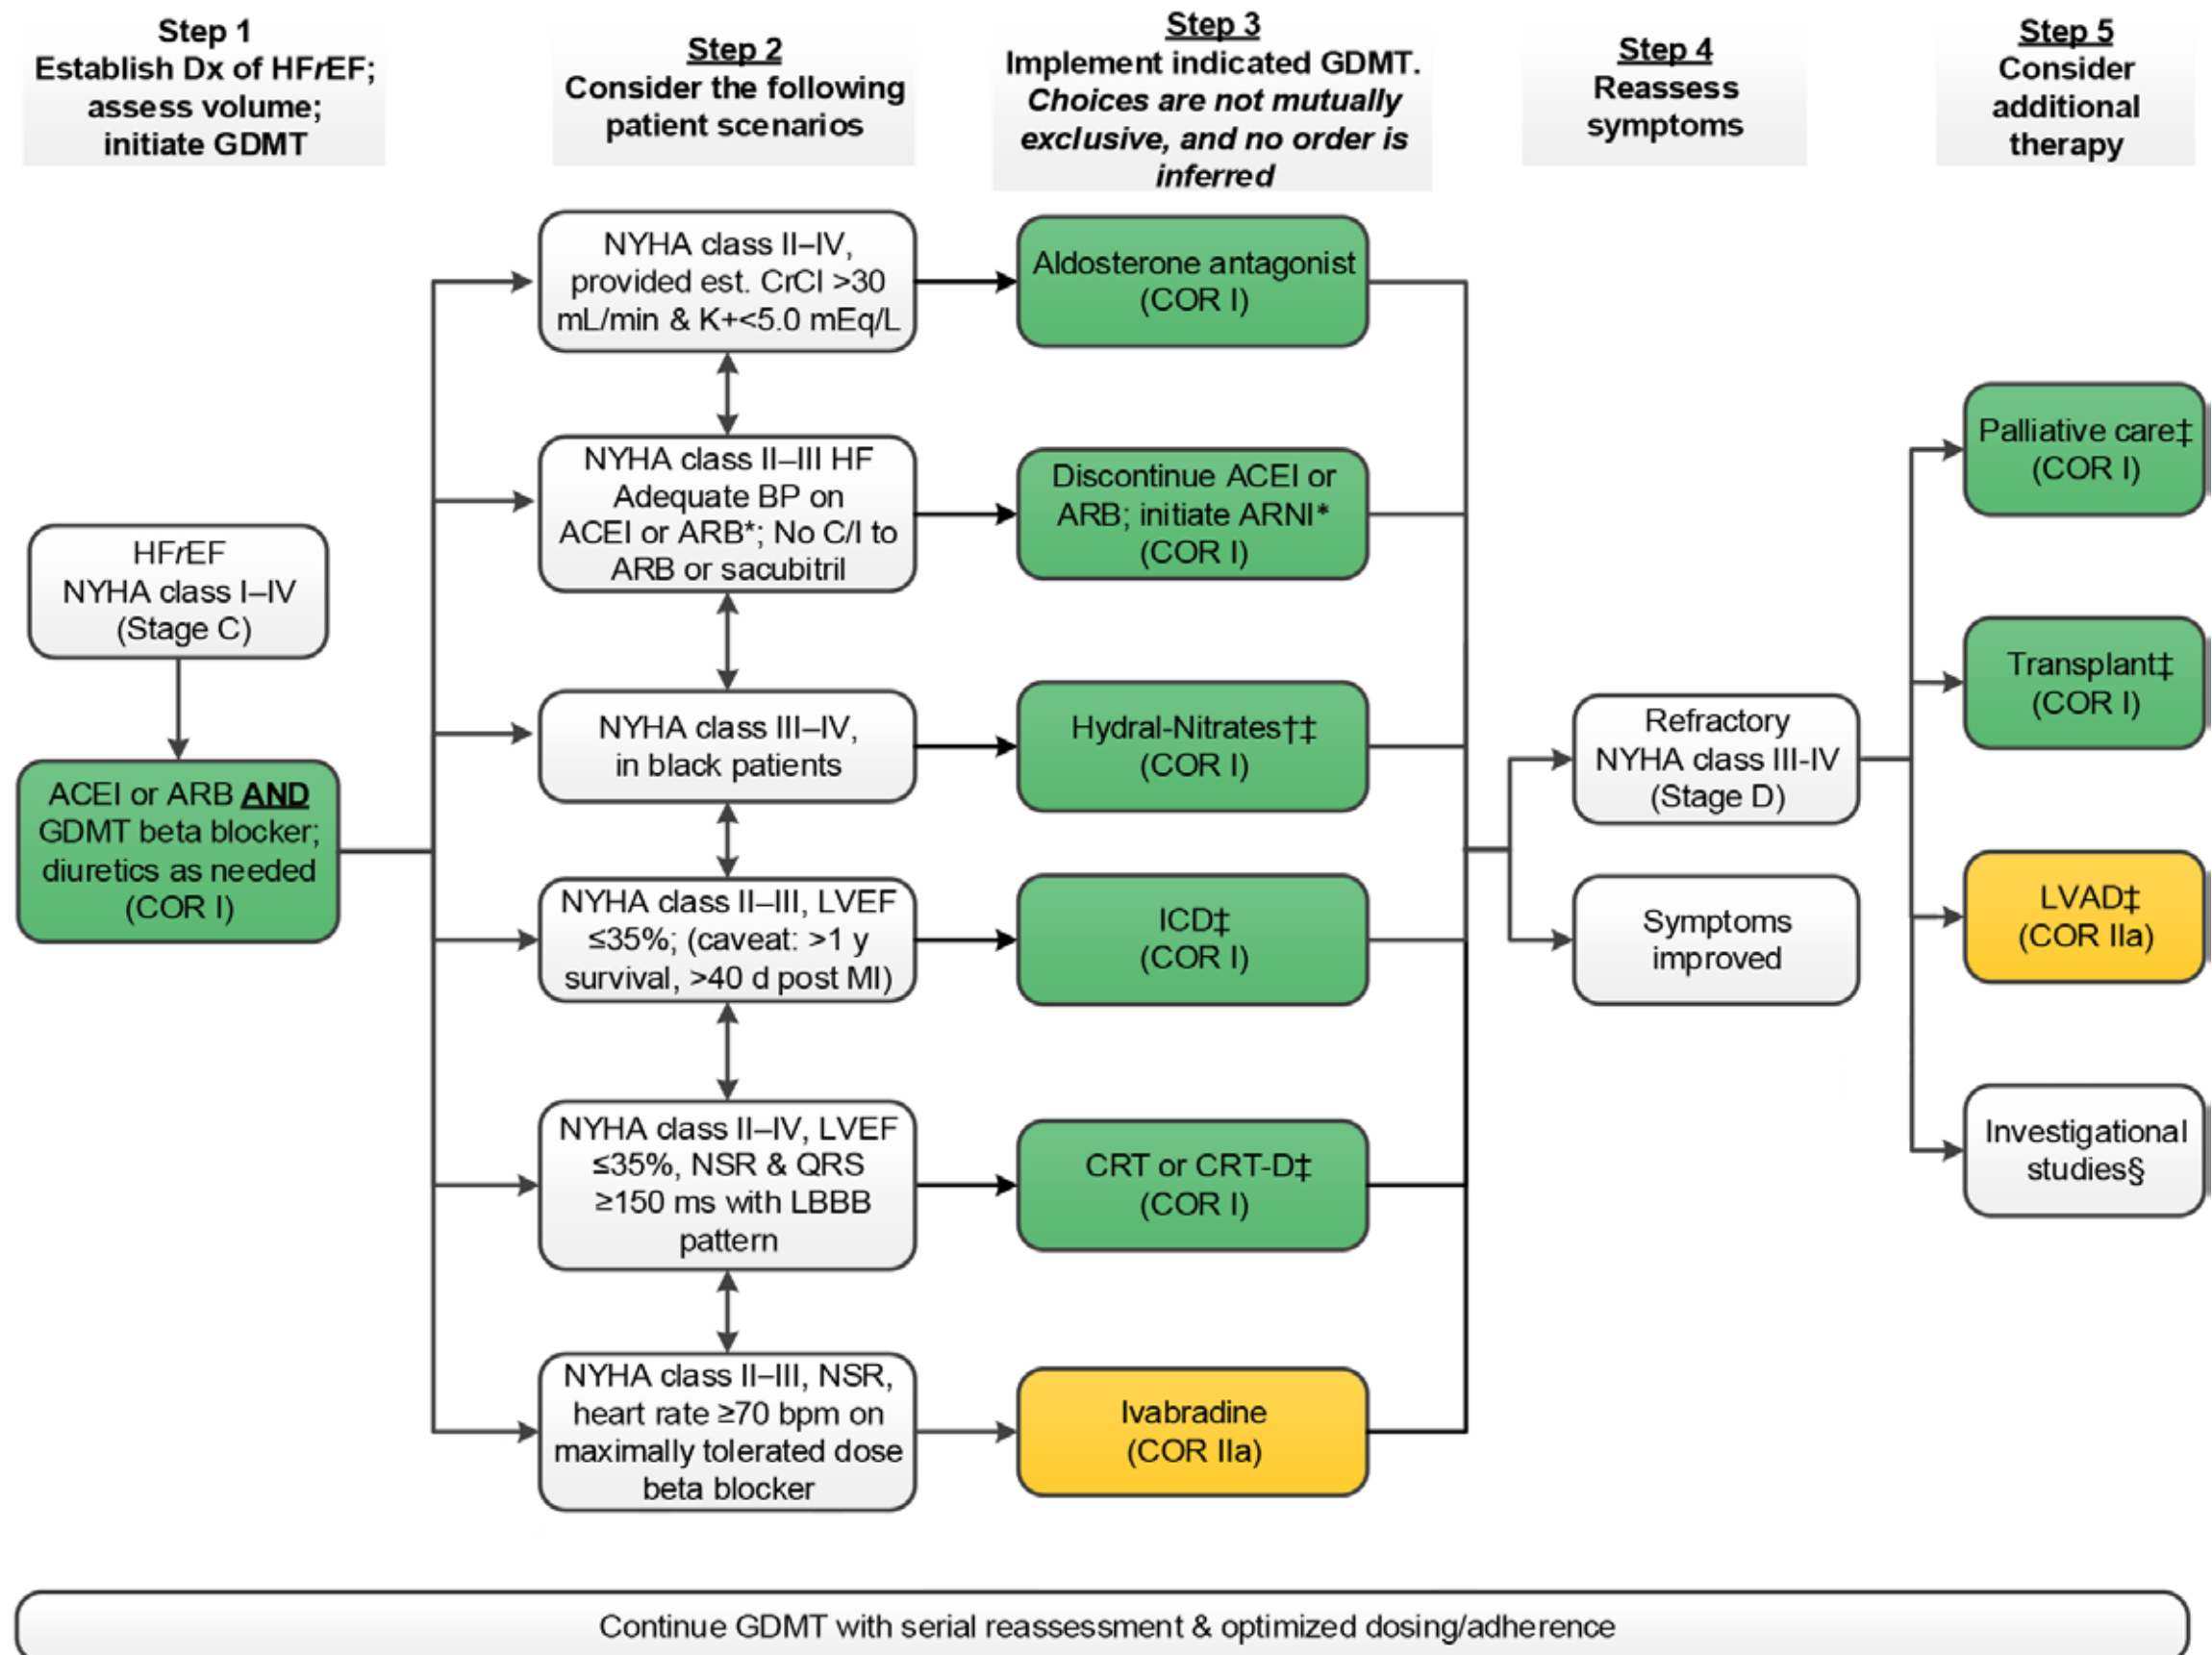 Step 1
Establish Dx of HFrEF;
assess volume;
initiate GDMT
Step 2
Consider the following
patient scenarios
Step 3
Implement indicated GDMT.
Choices are not mutually
exclusive, and no order is
inferred
Step 4
Reassess
symptoms
Step 5
Consider
additional
therapy
HFrEF
NYHA class I–IV
(Stage C)
ACEI or ARB AND
GDMT beta blocker;
diuretics as needed
(COR I)
NYHA class II–IV,
provided est. CrCl >30
mL/min & K+<5.0 mEq/L
Aldosterone antagonist
(COR I)
NYHA class II–III HF
Adequate BP on
ACEI or ARB*; No C/I to
ARB or sacubitril
Discontinue ACEI or
ARB; initiate ARNI*
(COR I)
NYHA class III–IV,
in black patients
Hydral-Nitrates†‡
(COR I)
NYHA class II–III, LVEF
≤35%; (caveat: >1 y
survival, >40 d post MI)
ICD‡
(COR I)
NYHA class II–IV, LVEF
≤35%, NSR & QRS
≥150 ms with LBBB
pattern
CRT or CRT-D‡
(COR I)
NYHA class II–III, NSR,
heart rate ≥70 bpm on
maximally tolerated dose
beta blocker
Ivabradine
(COR IIa)
Refractory
NYHA class III-IV
(Stage D)
Symptoms
improved
Palliative care‡
(COR I)
Transplant‡
(COR I)
LVAD‡
(COR IIa)
Investigational
studies§
Continue GDMT with serial reassessment & optimized dosing/adherence